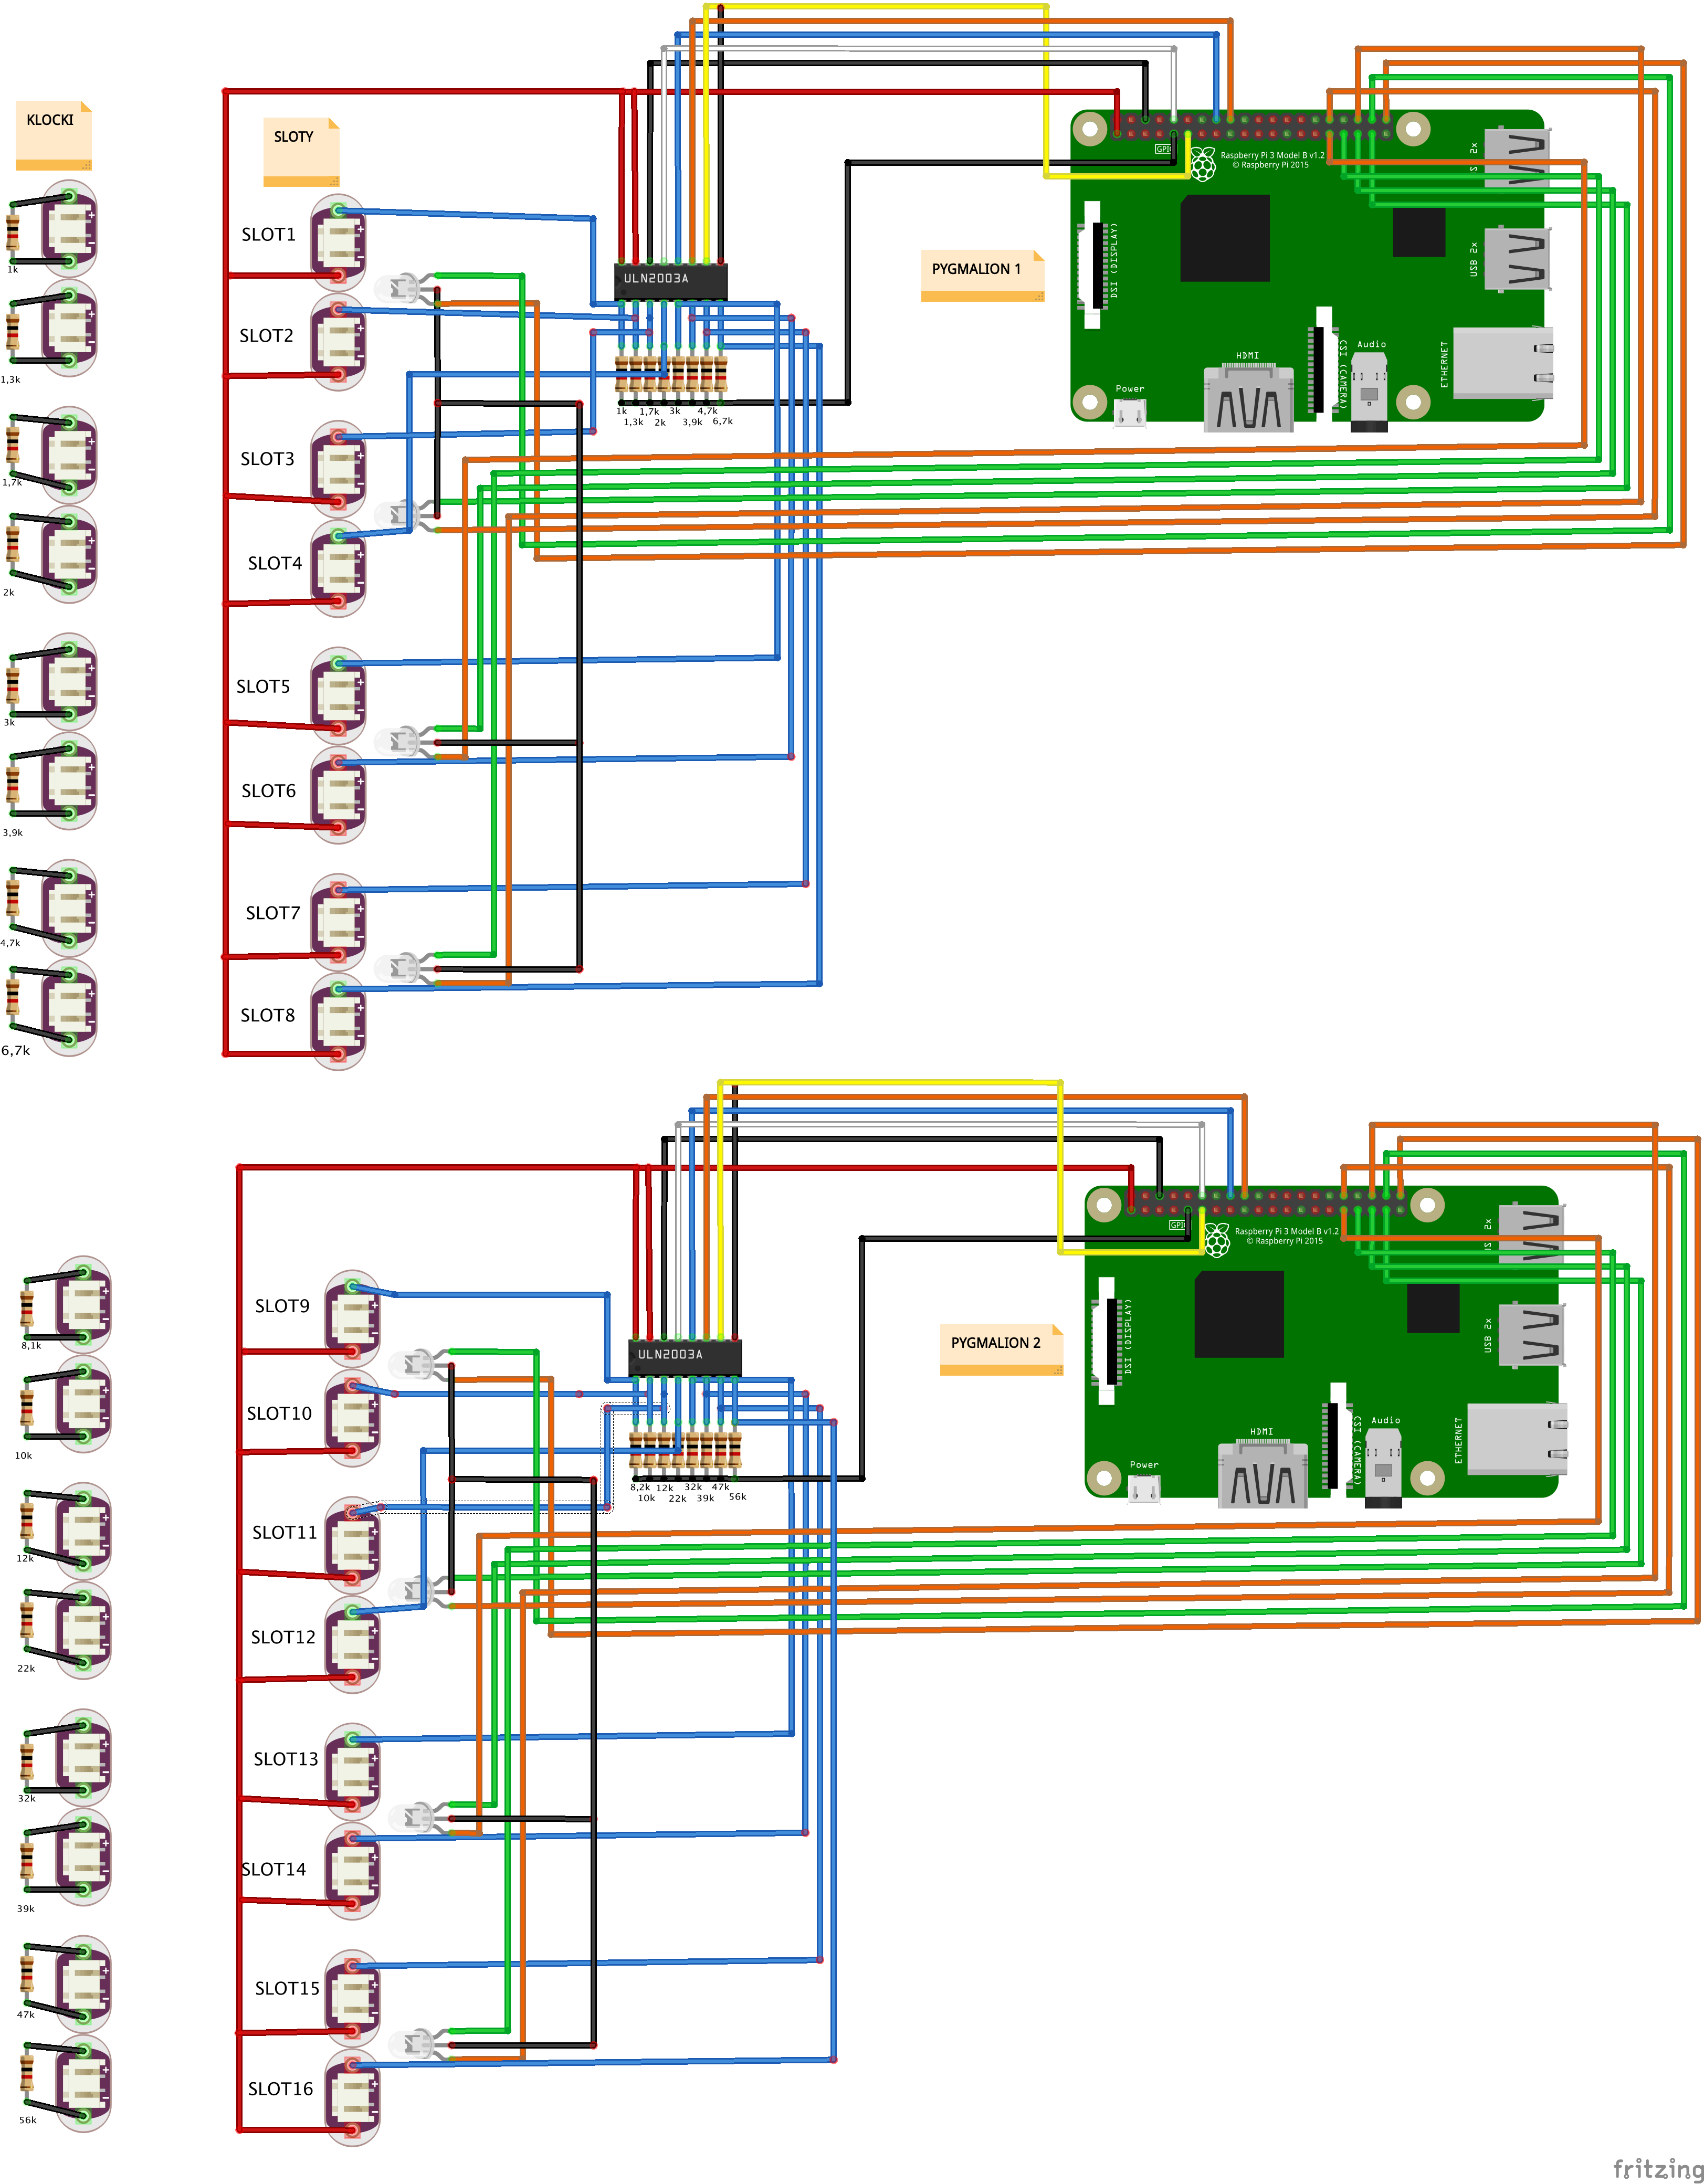 KLOCKI
SLOTY
1k
1,3k
1,7k
2k
3k
3,9k
4,7k
6,7k
SLOT1
SLOT2
SLOT3
SLOT4
SLOT5
SLOT6
SLOT7
SLOT8
ULN2003A
1k
1,7k
3k
4,7k
1,3k
2k
3,9k
6,7k
PYGMALION 1
GPIO
Raspberry Pi 3 Model B v1.2
© Raspberry Pi 2015
DSI (DISPLAY)
Power
HDMI
CSI (CAMERA)
Audio
ETHERNET
USB 2x
8,1k
10k
12k
22k
32k
39k
47k
56k
SLOT9
SLOT10
SLOT11
SLOT12
SLOT13
SLOT14
SLOT15
SLOT16
ULN2003A
8,2k
12k
32k
47k
10k
22k
39k
56k
PYGMALION 2
GPIO
Raspberry Pi 3 Model B v1.2
© Raspberry Pi 2015
DSI (DISPLAY)
Power
HDMI
CSI (CAMERA)
Audio
ETHERNET
USB 2x
fritzing